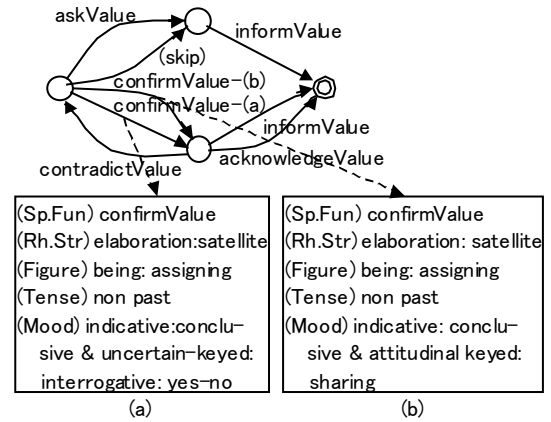 askValue
informValue
(skip)
confirmValue-(b)
confirmValue-(a)
informValue
acknowledgeValue
contradictValue
(Sp.Fun) confirmValue
(Rh.Str) elaboration:satellite
(Figure) being: assigning
(Tense) non past
(Mood) indicative:conclu-
sive & uncertain-keyed:
interrogative: yes-no
(a)
(Sp.Fun) confirmValue
(Rh.Str) elaboration: satellite
(Figure) being: assigning
(Tense) non past
(Mood) indicative: conclu-
sive & attitudinal keyed:
sharing
(b)